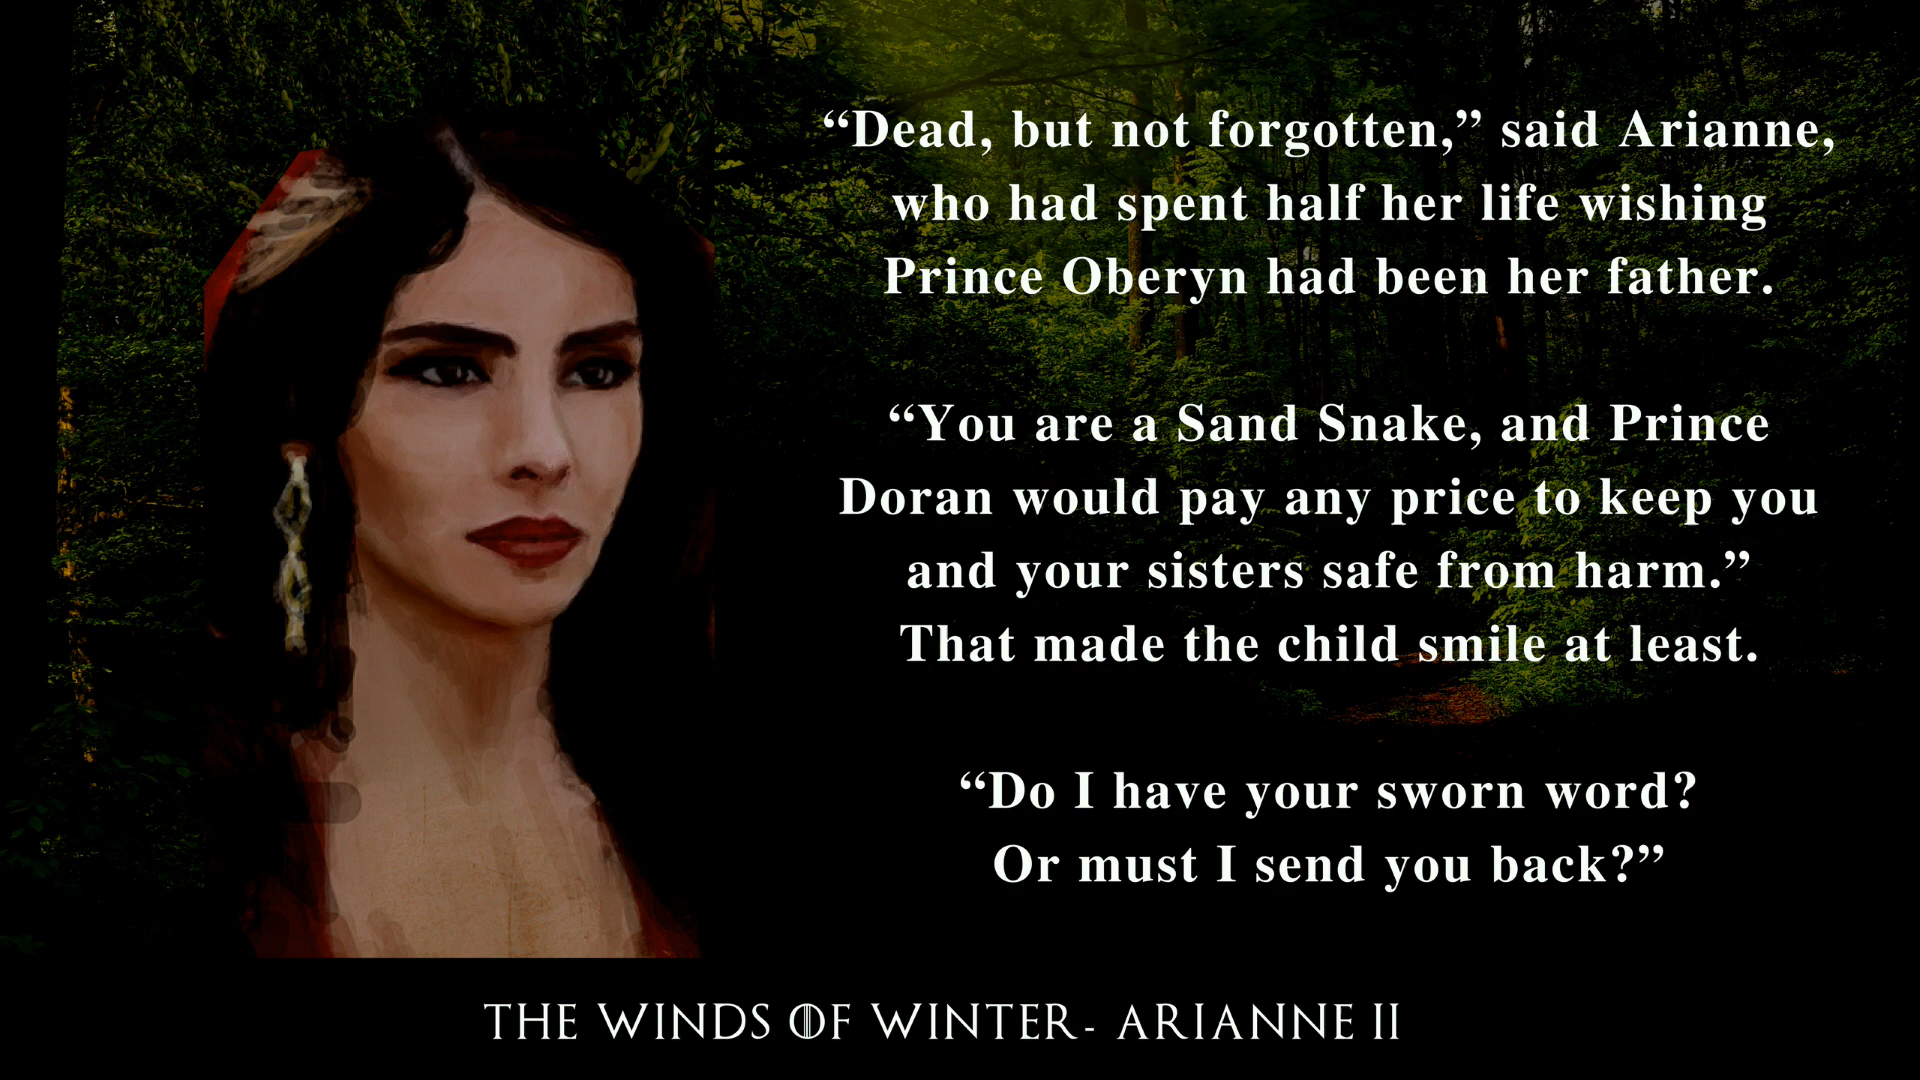 “Dead, but not forgotten,” said Arianne,
who had spent half her life wishing
Prince Oberyn had been her father.
“You are a Sand Snake, and Prince
Doran would pay any price to keep you
and your sisters safe from harm.”
That made the child smile at least.
“Do I have your sworn word?
Or must I send you back?”
THE WINDS OF WINTER- ARIANNE II